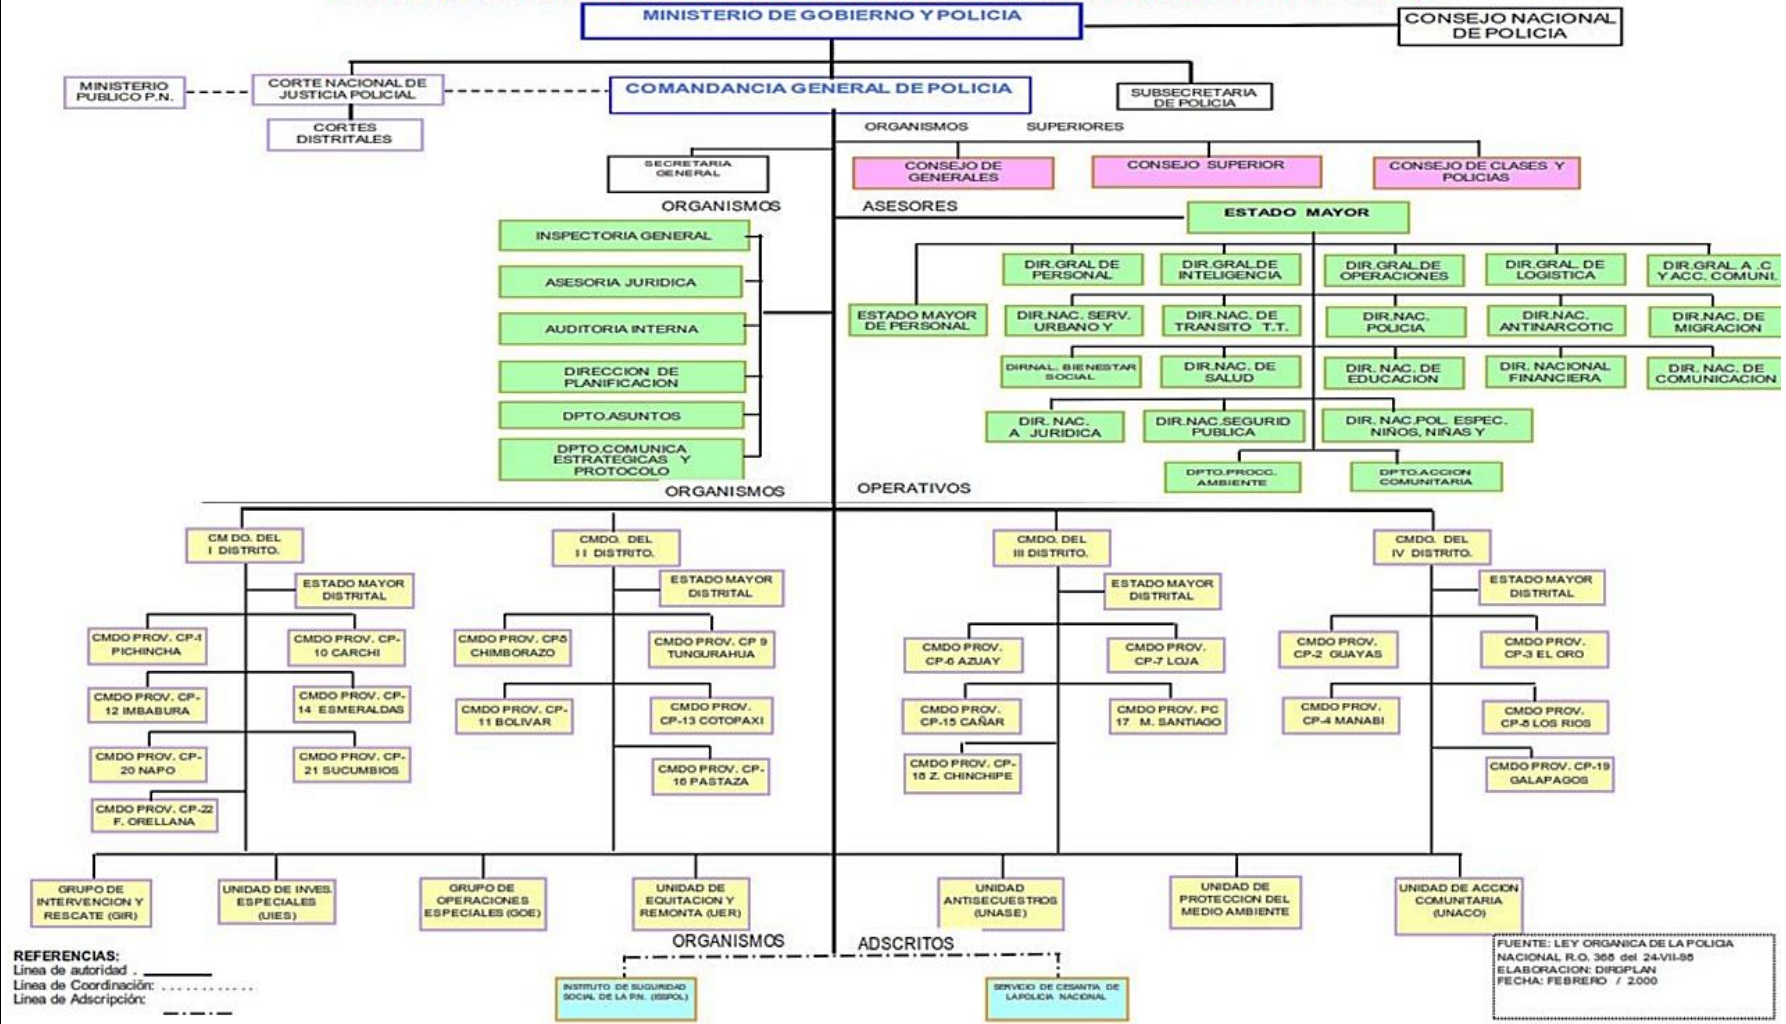 MINISTERIO DE GOBIERNO Y POLICIA
CONSEJO NACIONAL
DE POLICIA
MINISTERIO
PUBLICO P.N.
CORTE NACIONAL DE
JUSTICIA POLICIAL
COMANDANCIA GENERAL DE POLICIA
SUBSECRETARIA
DE POLICIA
CORTES
DISTRITALES
ORGANISMOS SUPERIORES
SECRETARIA
GENERAL
CONSEJO DE
GENERALES
CONSEJO SUPERIOR
CONSEJO DE CLASES Y
POLICIAS
ORGANISMOS ASESORES
ESTADO MAYOR
INSPECTORIA GENERAL
ASESORIA JURIDICA
AUDITORIA INTERNA
DIRECCION DE
PLANIFICACION
DPTO.ASUNTOS
DPTO.COMUNICA
ESTRATEGICAS Y
PROTOCOLO
DIR.GRAL.DE
PERSONAL
DIR.GRAL.DE
INTELIGENCIA
DIR.GRAL.DE
OPERACIONES
DIR.GRAL. DE
LOGISTICA
DIR.GRAL. A .C
Y ACC. COMUNI.
ESTADO MAYOR
DE PERSONAL
DIR.NAC. SERV.
URBANO Y
DIR.NAC. DE
TRANSITO T.T.
DIR.NAC.
POLICIA
DIR.NAC.
ANTINARCOTIC
DIR.NAC. DE
MIGRACION
DIRNAL. BIENESTAR
SOCIAL
DIR.NAC. DE
SALUD
DIR.NAC. DE
EDUCACION
DIR. NACIONAL
FINANCIERA
DIR. NAC. DE
COMUNICACION
DIR. NAC.
A JURIDICA
DIR.NAC.SEGURID
PUBLICA
DIR. NAC.POL. ESPEC.
NIÑOS, NIÑAS Y
DPTO.PROCC.
AMBIENTE
DPTO.ACCION
COMUNITARIA
ORGANISMOS OPERATIVOS
CM DO. DEL
I DISTRITO.
CMDO. DEL
I I DISTRITO.
CMDO. DEL
III DISTRITO.
CMDO. DEL
IV DISTRITO.
ESTADO MAYOR
DISTRITAL
ESTADO MAYOR
DISTRITAL
ESTADO MAYOR
DISTRITAL
ESTADO MAYOR
DISTRITAL
CMDO PROV. CP-1
PICHINCHA
CMDO PROV. CP-
10 CARCHI
CMDO PROV. CP5
CHIMBORAZO
CMDO PROV. CP 9
TUNGURAHUA
CMDO PROV.
CP-6 AZUAY
CMDO PROV.
CP-7 LOJA
CMDO PROV.
CP-2 GUAYAS
CMDO PROV.
CP-3 EL ORO
CMDO PROV. CP-
12 IMBABURA
CMDO PROV. CP-
14 ESMERALDAS
CMDO PROV. CP-
11 BOLIVAR
CMDO PROV.
CP-13 COTOPAXI
CMDO PROV.
CP-15 CAÑAR
CMDO PROV. PC
17 M. SANTIAGO
CMDO PROV.
CP-4 MANABI
CMDO PROV.
CP-8 LOS RIOS
CMDO PROV. CP-
20 NAPO
CMDO PROV. CP-
21 SUCUMBIOS
CMDO PROV. CP-
16 PASTAZA
CMDO PROV. CP-
18 Z. CHINCHIPE
CMDO PROV. CP-19
GALAPAGOS
CMDO PROV. CP-22
F. ORELLANA
GRUPO DE
INTERVENCION Y
RESCATE (GIR)
UNIDAD DE INVES.
ESPECIALES
(UIES)
GRUPO DE
OPERACIONES
ESPECIALES (GOE)
UNIDAD DE
EQUITACION Y
REMONTA (UER)
UNIDAD
ANTISECUESTROS
(UNASE)
UNIDAD DE
PROTECCION DEL
MEDIO AMBIENTE
UNIDAD DE ACCION
COMUNITARIA
(UNACO)
ORGANISMOS ADSCRITOS
REFERENCIAS:
Linea de autoridad .
Linea de Coordinación:
Linea de Adscripción:
INSTITUTO DE SUGURIDAD
SOCIAL DE LA P.N. (ISSPOL)
SERVICIO DE CESANTIA DE
LA POLICIA NACIONAL
FUENTE: LEY ORGANICA DE LA POLICIA
NACIONAL R.O. 368 del 24-VII-98
ELABORACION: DIRGPLAN
FECHA: FEBRERO / 2.000